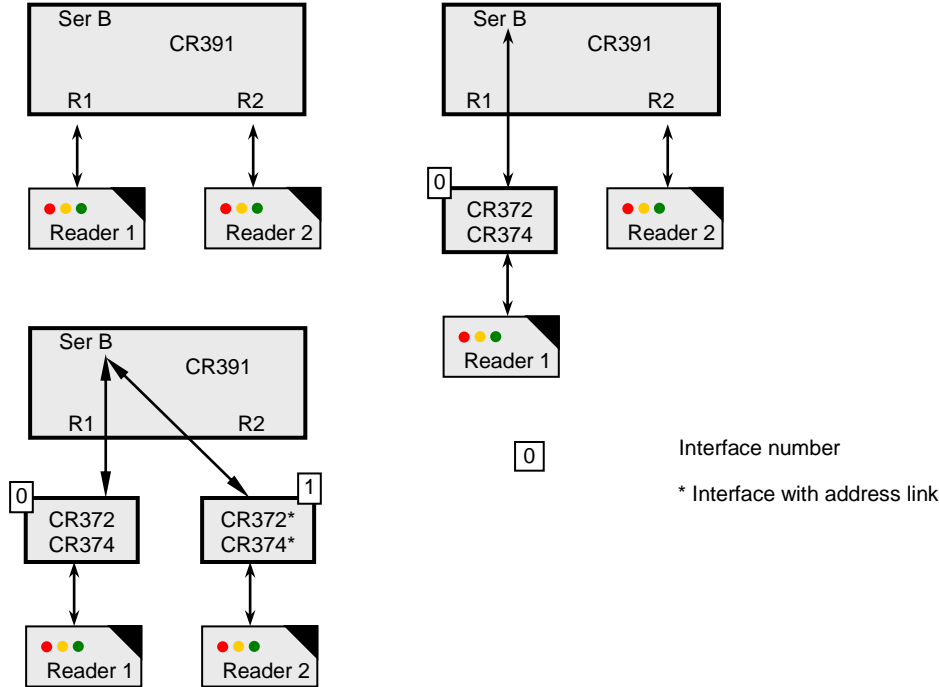 Ser B
CR391
R1 R2
Reader 1
Reader 2
Ser B
CR391
R1 R2
0
CR372
CR374
Reader 2
Reader 1
Ser B
CR391
R1 R2
0
CR372
CR374
1
CR372*
CR374*
Reader 1
Reader 2
0 Interface number
* Interface with address link